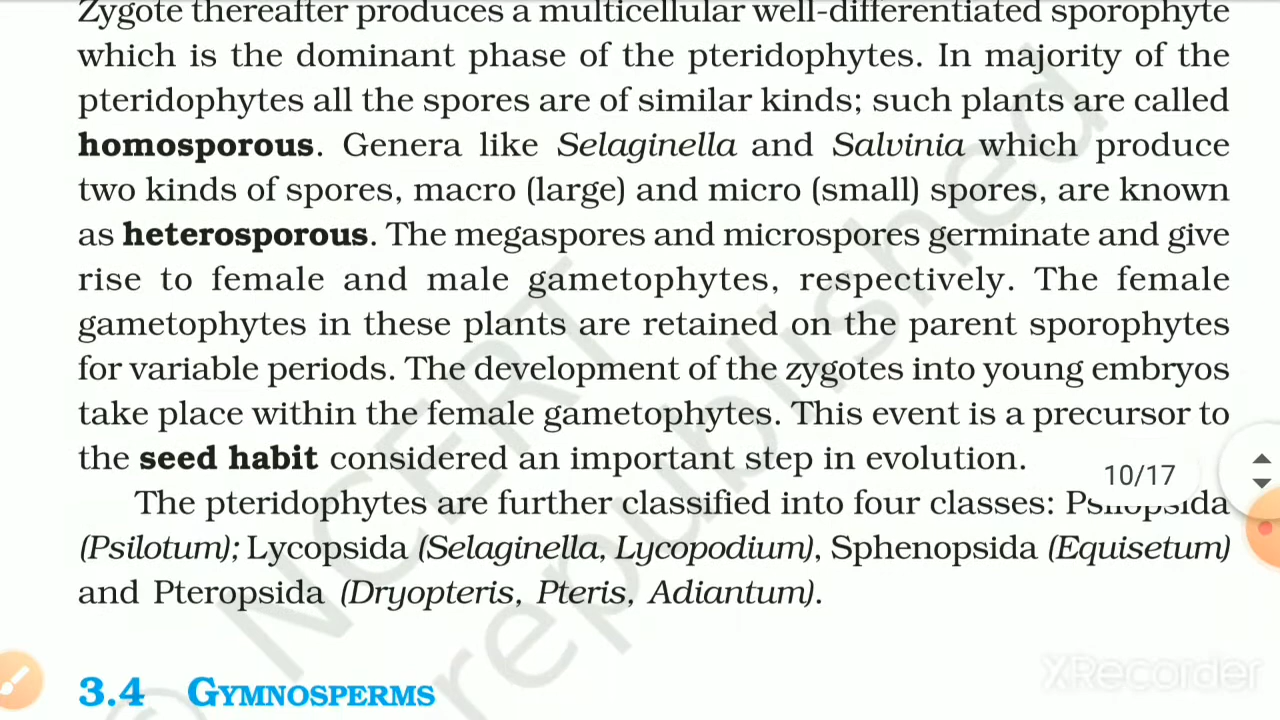 Zygote thereafter produces a multicellular well-differentiated sporophyte
which is the dominant phase of the pteridophytes. In majority of the
pteridophytes all the spores are of similar kinds; such plants are called
homosporous. Genera like Selaginella and Salvinia which produce
two kinds of spores, macro (large) and micro (small) spores, are known
as heterosporous. The megaspores and microspores germinate and give
rise to female and male gametophytes, respectively. The female
gametophytes in these plants are retained on the parent sporophytes
for variable periods. The development of the zygotes into young embryos
take place within the female gametophytes. This event is a precursor to
the seed habit considered an important step in evolution.
10/17
The pteridophytes are further classified into four classes: Psilopsida
(Psilotum); Lycopsida (Selaginella, Lycopodium), Sphenopsida (Equisetum)
and Pteropsida (Dryopteris, Pteris, Adiantum).
3.4 GYMNOSPERMS
© NCERT
republished
XRecorder